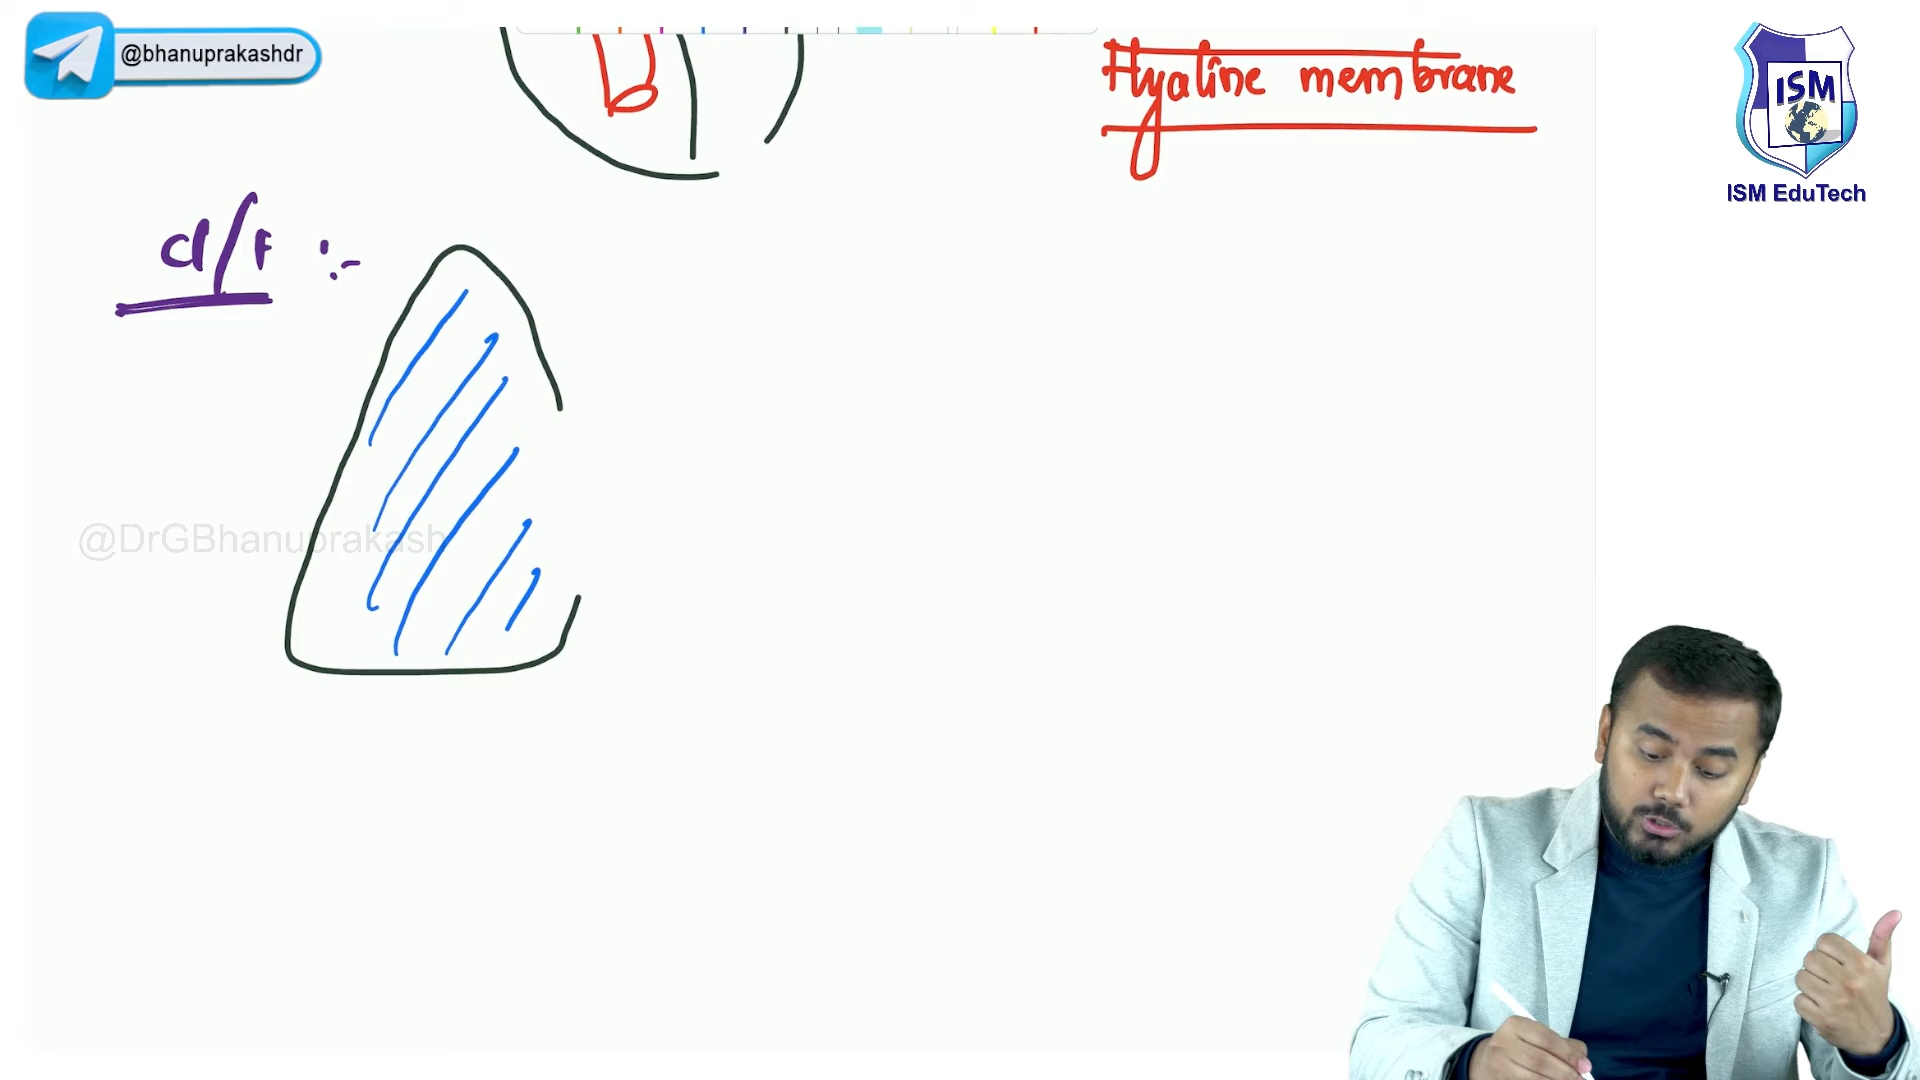 @bhanuprakashdr
Hyaline membrane
ISM
ISM EduTech
c/f :-
@DrGBhanuprakash